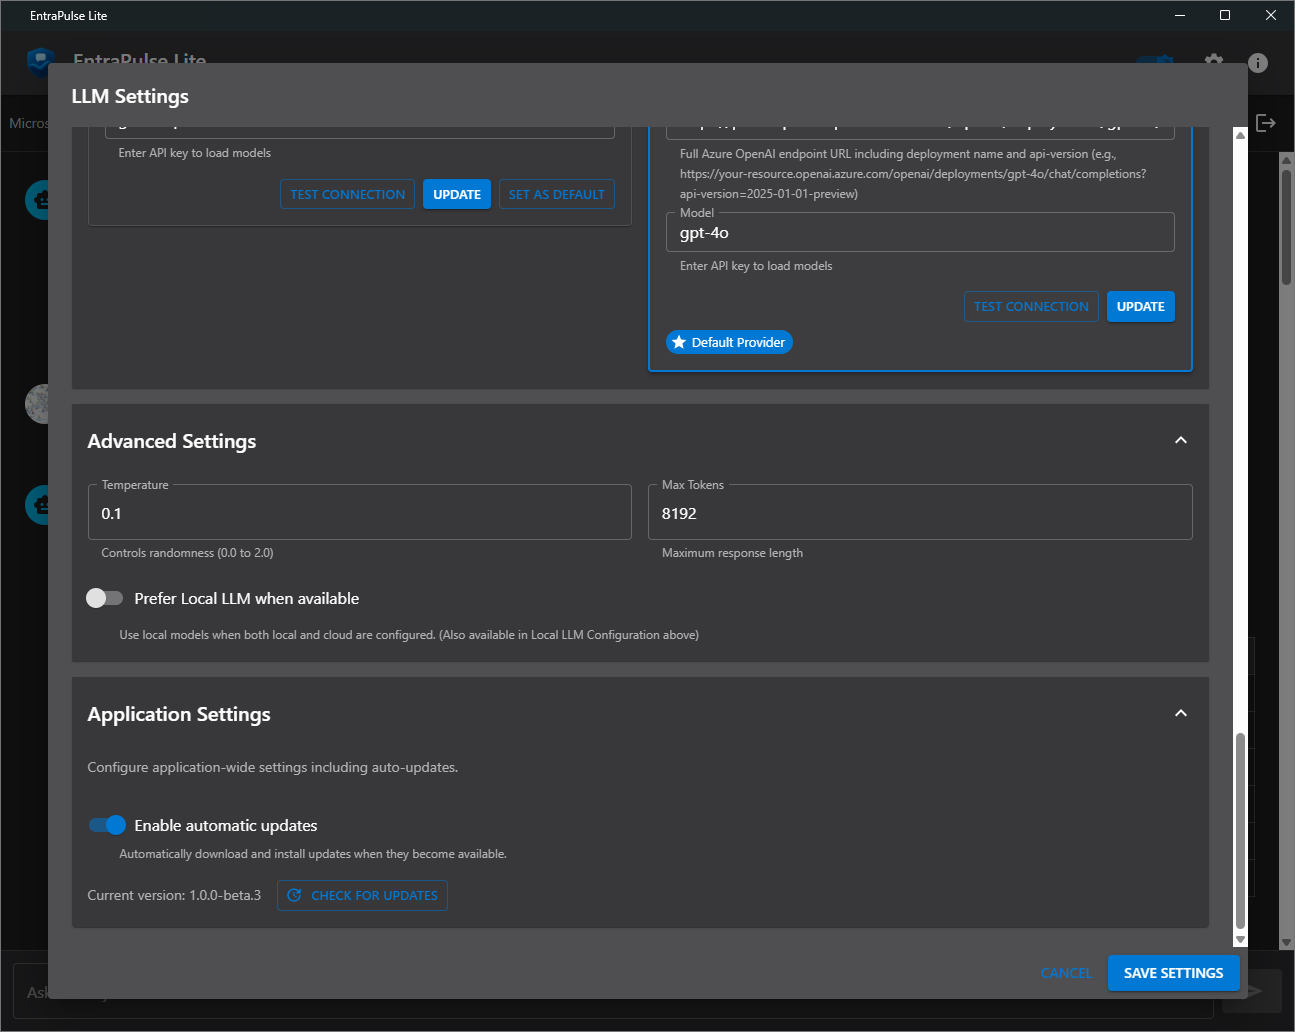 EntraPulse Lite
EntraPulse Lite
LLM Settings
Micros
Enter API key to load models
TEST CONNECTION
UPDATE
SET AS DEFAULT
Full Azure OpenAI endpoint URL including deployment name and api-version (e.g.,
https://your-resource.openai.azure.com/openai/deployments/gpt-4o/chat/completions?
api-version=2025-01-01-preview)
Model
gpt-4o
Enter API key to load models
TEST CONNECTION
UPDATE
Default Provider
Advanced Settings
Temperature
0.1
Controls randomness (0.0 to 2.0)
Max Tokens
8192
Maximum response length
Prefer Local LLM when available
Use local models when both local and cloud are configured. (Also available in Local LLM Configuration above)
Application Settings
Configure application-wide settings including auto-updates.
Enable automatic updates
Automatically download and install updates when they become available.
Current version: 1.0.0-beta.3
CHECK FOR UPDATES
CANCEL
SAVE SETTINGS
Ask